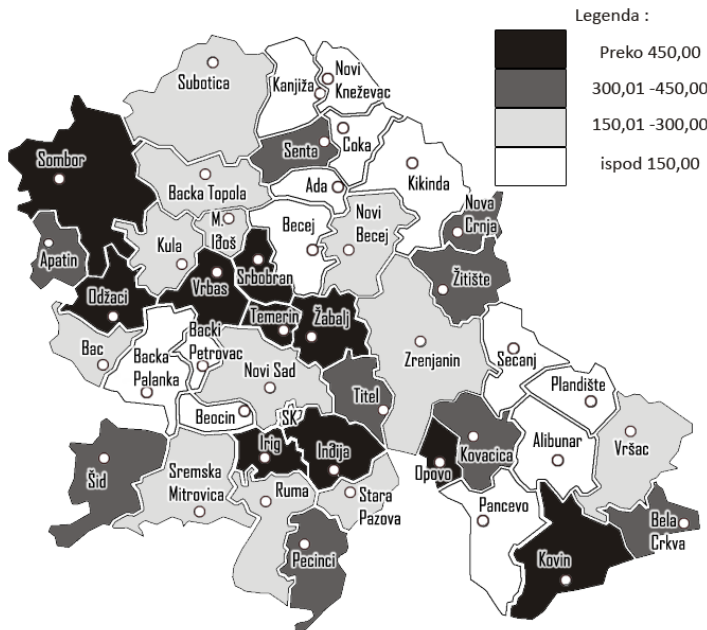 Legenda :
Preko 450,00
300,01 -450,00
150,01 -300,00
ispod 150,00
Subotica
Kanjiža
Novi
Kneževac
Senta
Coka
Sombor
Backa Topola
Ada
Kikinda
Nova
Crnja
M.
Iđoš
Becej
Novi
Becej
Apatin
Kula
Srbobran
Žitište
Odžaci
Vrbas
Temerin
Žabalj
Bac
Backa
Palanka
Backi
Petrovac
Zrenjanin
Secanj
Novi Sad
Titel
Plandište
Beocin
SK
Irig
Inđija
Opovo
Kovacica
Alibunar
Vršac
Šid
Sremska
Mitrovica
Ruma
Stara
Pazova
Pancevo
Bela
Crkva
Pecinci
Kovin